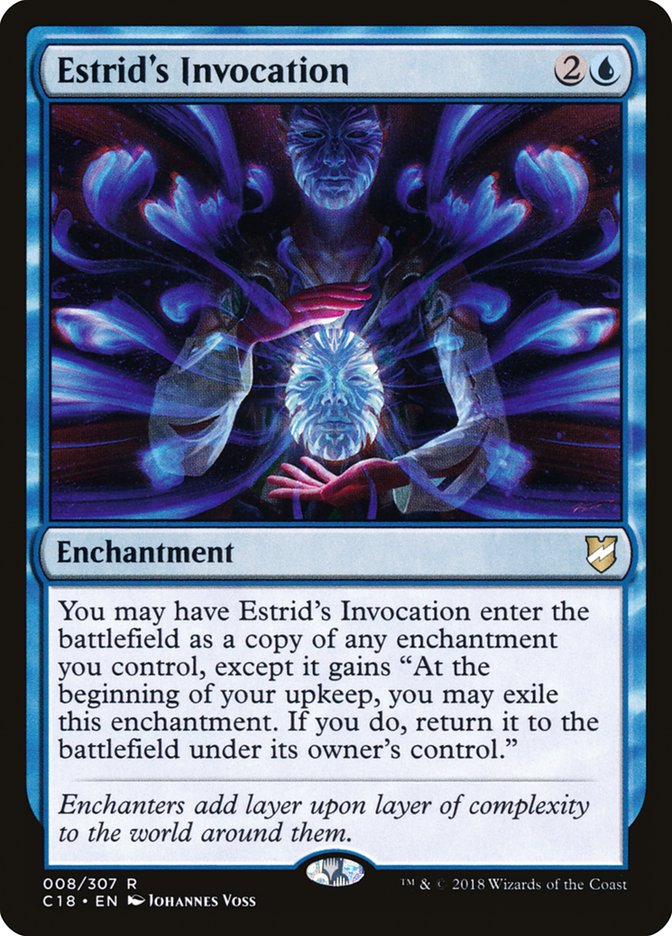 Estrid's Invocation
2
Enchantment
You may have Estrid's Invocation enter the
battlefield as a copy of any enchantment
you control, except it gains “At the
beginning of your upkeep, you may exile
this enchantment. If you do, return it to the
battlefield under its owner's control.”
Enchanters add layer upon layer of complexity
to the world around them.
008/307 R
C18 • EN Johannes Voss
™ & © 2018 Wizards of the Coast